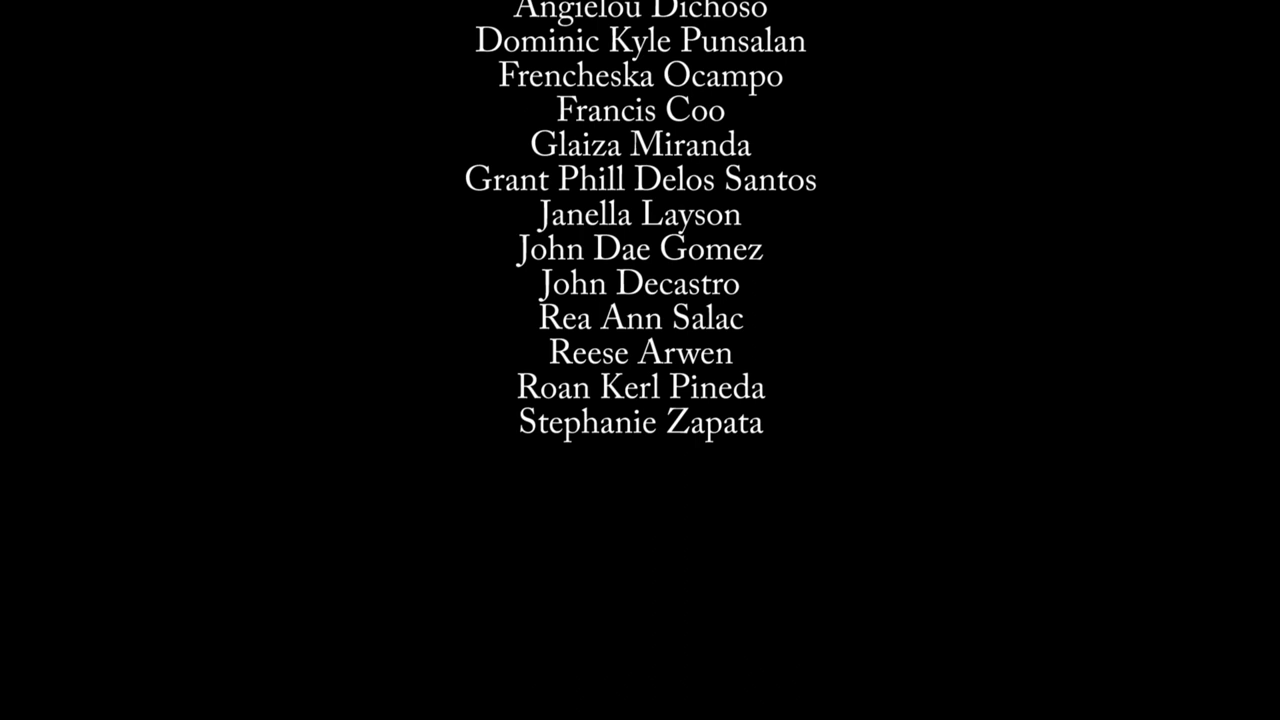 Angielou Dichoso
Dominic Kyle Punsalan
Frencheska Ocampo
Francis Coo
Glaiza Miranda
Grant Phill Delos Santos
Janella Layson
John Dae Gomez
John Decastro
Rea Ann Salac
Reese Arwen
Roan Kerl Pineda
Stephanie Zapata